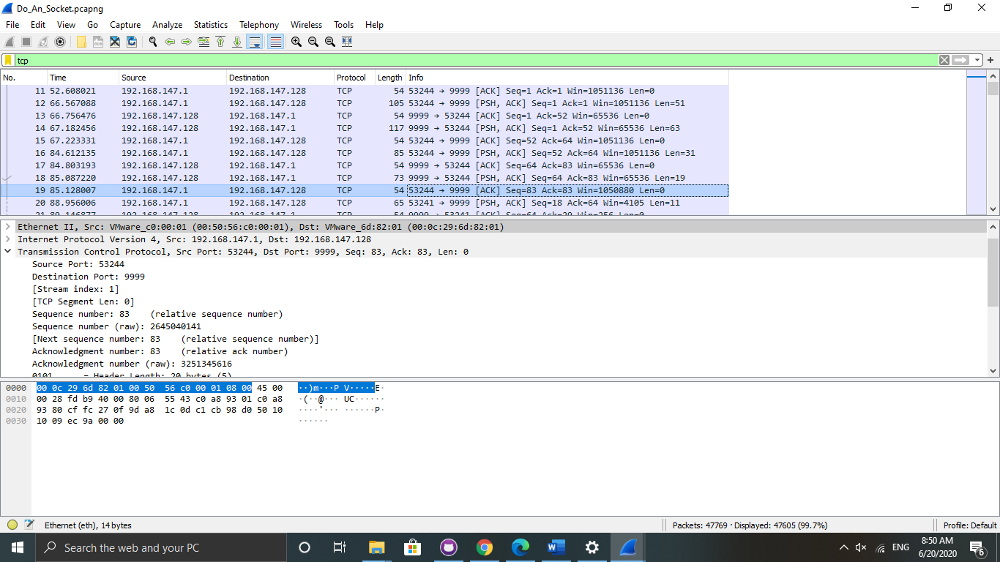 Do_An_Socket.pcapng
File Edit View Go Capture Analyze Statistics Telephony Wireless Tools Help
tcp
No. Time Source Destination Protocol Length Info
11 52.608021 192.168.147.1 192.168.147.128 TCP 54 53244 → 9999 [ACK] Seq=1 Ack=1 Win=1051136 Len=0
12 66.567088 192.168.147.1 192.168.147.128 TCP 105 53244 → 9999 [PSH, ACK] Seq=1 Ack=1 Win=1051136 Len=51
13 66.756476 192.168.147.128 192.168.147.1 TCP 54 9999 → 53244 [ACK] Seq=1 Ack=52 Win=65536 Len=0
14 67.182456 192.168.147.128 192.168.147.1 TCP 117 9999 → 53244 [PSH, ACK] Seq=1 Ack=52 Win=65536 Len=63
15 67.223331 192.168.147.1 192.168.147.128 TCP 54 53244 → 9999 [ACK] Seq=52 Ack=64 Win=1051136 Len=0
16 84.612135 192.168.147.1 192.168.147.128 TCP 85 53244 → 9999 [PSH, ACK] Seq=52 Ack=64 Win=1051136 Len=31
17 84.803193 192.168.147.128 192.168.147.1 TCP 54 9999 → 53244 [ACK] Seq=64 Ack=83 Win=65536 Len=0
18 85.087220 192.168.147.128 192.168.147.1 TCP 73 9999 → 53244 [PSH, ACK] Seq=64 Ack=83 Win=65536 Len=19
19 85.128007 192.168.147.1 192.168.147.128 TCP 54 53244 → 9999 [ACK] Seq=83 Ack=83 Win=1050880 Len=0
20 88.956006 192.168.147.1 192.168.147.128 TCP 65 53241 → 9999 [PSH, ACK] Seq=18 Ack=64 Win=4105 Len=11
21 89.146877 192.168.147.128 192.168.147.1 TCP 54 9999 → 53241 [ACK] Seq=64 Ack=29 Win=256 Len=0
Ethernet II, Src: VMware_c0:00:01 (00:50:56:c0:00:01), Dst: VMware_6d:82:01 (00:0c:29:6d:82:01)
Internet Protocol Version 4, Src: 192.168.147.1, Dst: 192.168.147.128
Transmission Control Protocol, Src Port: 53244, Dst Port: 9999, Seq: 83, Ack: 83, Len: 0
Source Port: 53244
Destination Port: 9999
[Stream index: 1]
[TCP Segment Len: 0]
Sequence number: 83 (relative sequence number)
Sequence number (raw): 2645040141
[Next sequence number: 83 (relative sequence number)]
Acknowledgment number: 83 (relative ack number)
Acknowledgment number (raw): 3251345616
0101 .... = Header Length: 20 bytes (5)
0000 00 0c 29 6d 82 01 00 50 56 c0 00 01 08 00 45 00 ··)m···P V·····E·
0010 00 28 fd b9 40 00 80 06 55 43 c0 a8 93 01 c0 a8 ·(··@··· UC······
0020 93 80 cf fc 27 0f 9d a8 1c 0d c1 cb 98 d0 50 10 ····'··· ······P·
0030 10 09 ec 9a 00 00 ······
Ethernet (eth), 14 bytes Packets: 47769 · Displayed: 47605 (99.7%) Profile: Default
Search the web and your PC
ENG
8:50 AM
6/20/2020
6